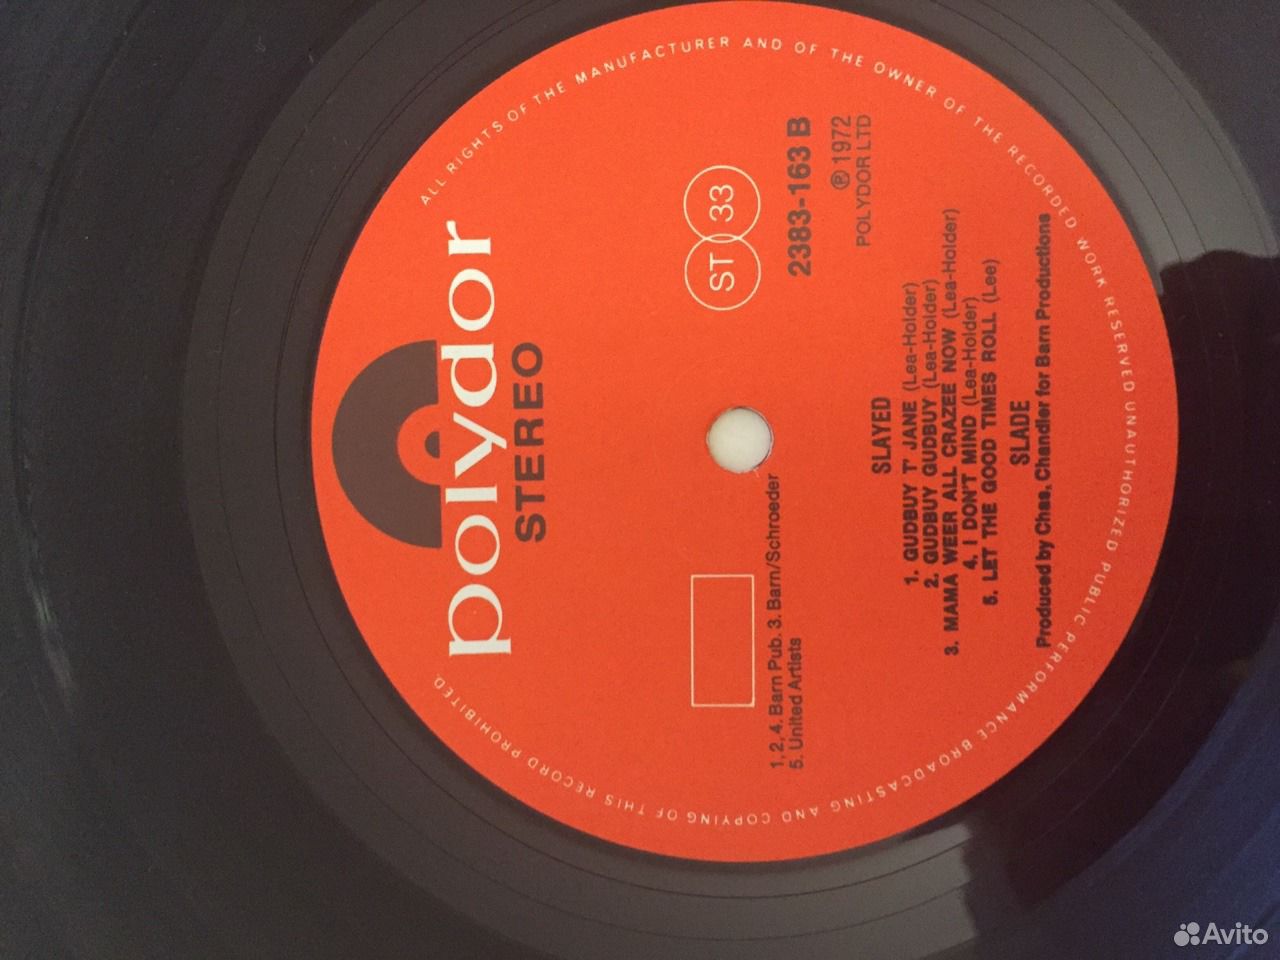 ALL RIGHTS OF THE MANUFACTURER AND OF THE OWNER OF THE RECORDED WORK RESERVED UNAUTHORIZED PUBLIC PERFORMANCE BROADCASTING AND COPYING OF THIS RECORD PROHIBITED.
polydor
STEREO
ST 33
2383-163 B
℗ 1972
POLYDOR LTD
1, 2, 4. Barn Pub. 3. Barn/Schroeder
5. United Artists
SLAYED
1. GUDBUY T' JANE (Lea-Holder)
2. GUDBUY GUDBUY (Lea-Holder)
3. MAMA WEER ALL CRAZEE NOW (Lea-Holder)
4. I DON'T MIND (Lea-Holder)
5. LET THE GOOD TIMES ROLL (Lee)
SLADE
Produced by Chas. Chandler for Barn Productions
Avito